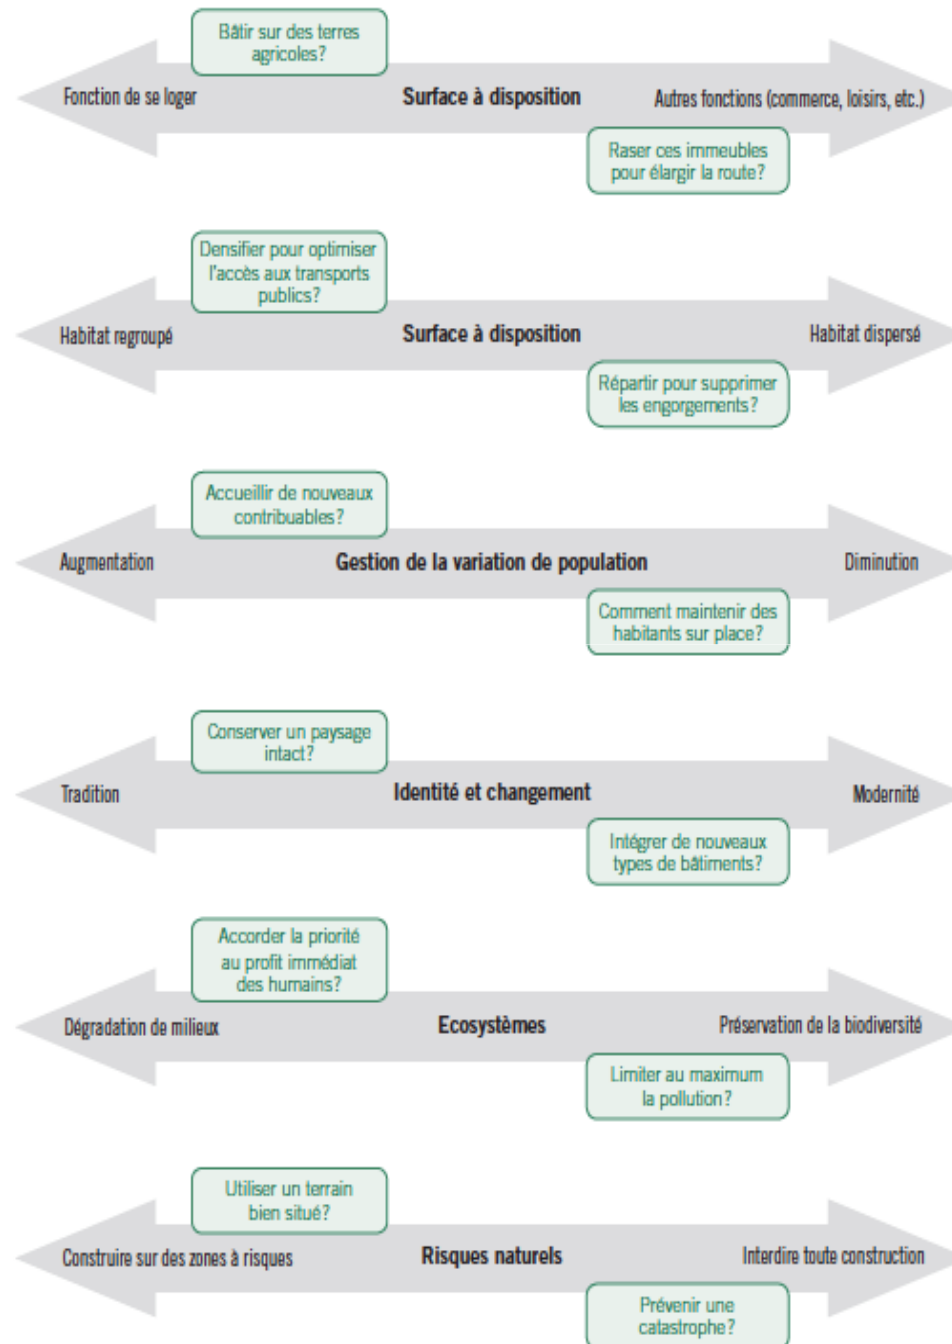 Bâtir sur des terres
agricoles?
Fonction de se loger
Surface à disposition
Autres fonctions (commerce, loisirs, etc.)
Raser ces immeubles
pour élargir la route?
Densifier pour optimiser
l'accès aux transports
publics?
Habitat regroupé
Surface à disposition
Habitat dispersé
Répartir pour supprimer
les engorgements?
Accueillir de nouveaux
contribuables?
Augmentation
Gestion de la variation de population
Diminution
Comment maintenir des
habitants sur place?
Conserver un paysage
intact?
Tradition
Identité et changement
Modernité
Intégrer de nouveaux
types de bâtiments?
Accorder la priorité
au profit immédiat
des humains?
Dégradation de milieux
Ecosystèmes
Préservation de la biodiversité
Limiter au maximum
la pollution?
Utiliser un terrain
bien situé?
Construire sur des zones à risques
Risques naturels
Interdire toute construction
Prévenir une
catastrophe?